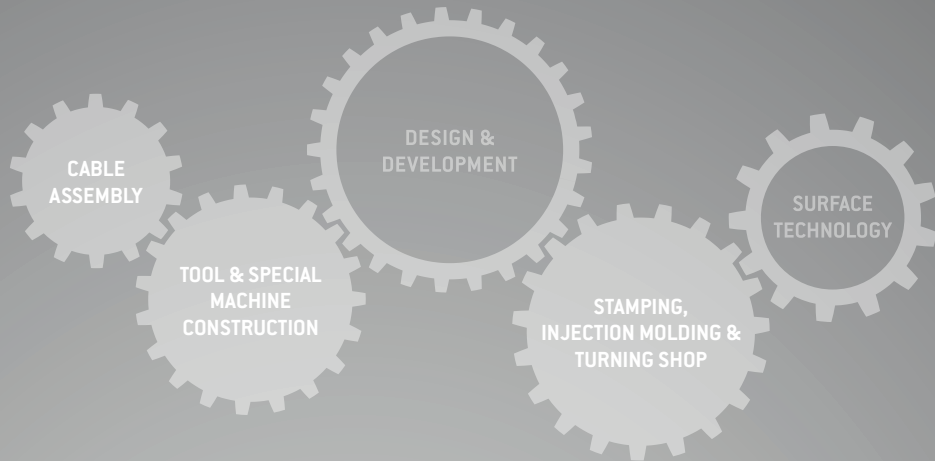 CABLE
ASSEMBLY
TOOL & SPECIAL
MACHINE
CONSTRUCTION
DESIGN &
DEVELOPMENT
STAMPING,
INJECTION MOLDING &
TURNING SHOP
SURFACE
TECHNOLOGY